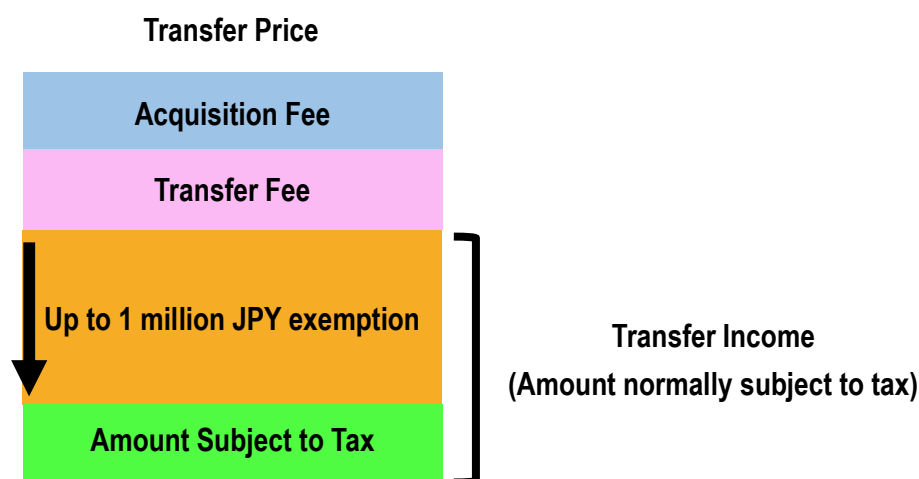 Transfer Price
Acquisition Fee
Transfer Fee
Up to 1 million JPY exemption
Amount Subject to Tax
Transfer Income
(Amount normally subject to tax)